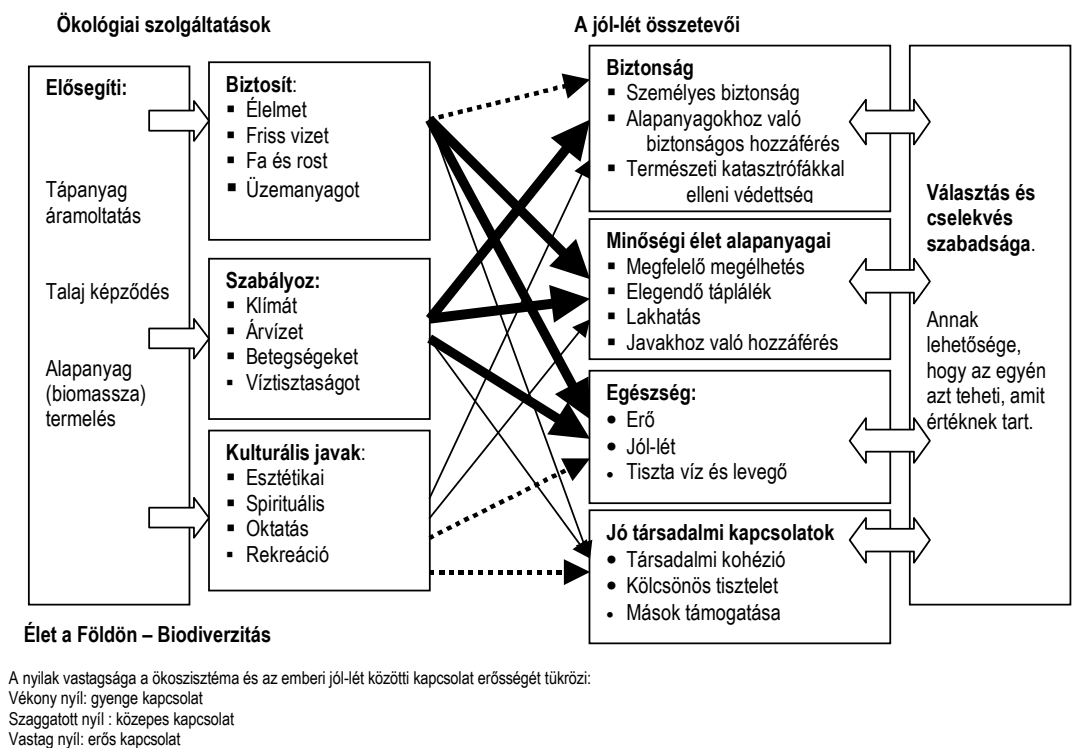 Ökológiai szolgáltatások
A jól-lét összetevői
Elősegíti:
Tápanyag
áramoltatás
Talaj képződés
Alapanyag
(biomassza)
termelés
Biztosít:
▪ Élelmet
▪ Friss vizet
▪ Fa és rost
▪ Üzemanyagot
Szabályoz:
▪ Klímát
▪ Árvízet
▪ Betegségeket
▪ Víztisztaságot
Kulturális javak:
▪ Esztétikai
▪ Spirituális
▪ Oktatás
▪ Rekreáció
Biztonság
▪ Személyes biztonság
▪ Alapanyagokhoz való
biztonságos hozzáférés
▪ Természeti katasztrófákkal
elleni védettség
Minőségi élet alapanyagai
▪ Megfelelő megélhetés
▪ Elegendő táplálék
▪ Lakhatás
▪ Javakhoz való hozzáférés
Egészség:
• Erő
• Jól-lét
• Tiszta víz és levegő
Jó társadalmi kapcsolatok
• Társadalmi kohézió
• Kölcsönös tisztelet
• Mások támogatása
Választás és
cselekvés
szabadsága.
Annak
lehetősége,
hogy az egyén
azt teheti, amit
értéknek tart.
Élet a Földön – Biodiverzitás
A nyilak vastagsága a ökoszisztéma és az emberi jól-lét közötti kapcsolat erősségét tükrözi:
Vékony nyíl: gyenge kapcsolat
Szaggatott nyíl : közepes kapcsolat
Vastag nyíl: erős kapcsolat